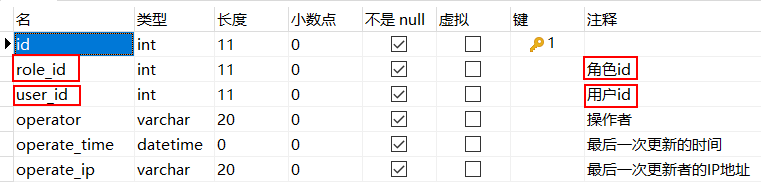 名 类型 长度 小数点 不是 null 虚拟 键 注释
id int 11 0 1
role_id int 11 0 角色id
user_id int 11 0 用户id
operator varchar 20 0 操作者
operate_time datetime 0 0 最后一次更新的时间
operate_ip varchar 20 0 最后一次更新者的IP地址